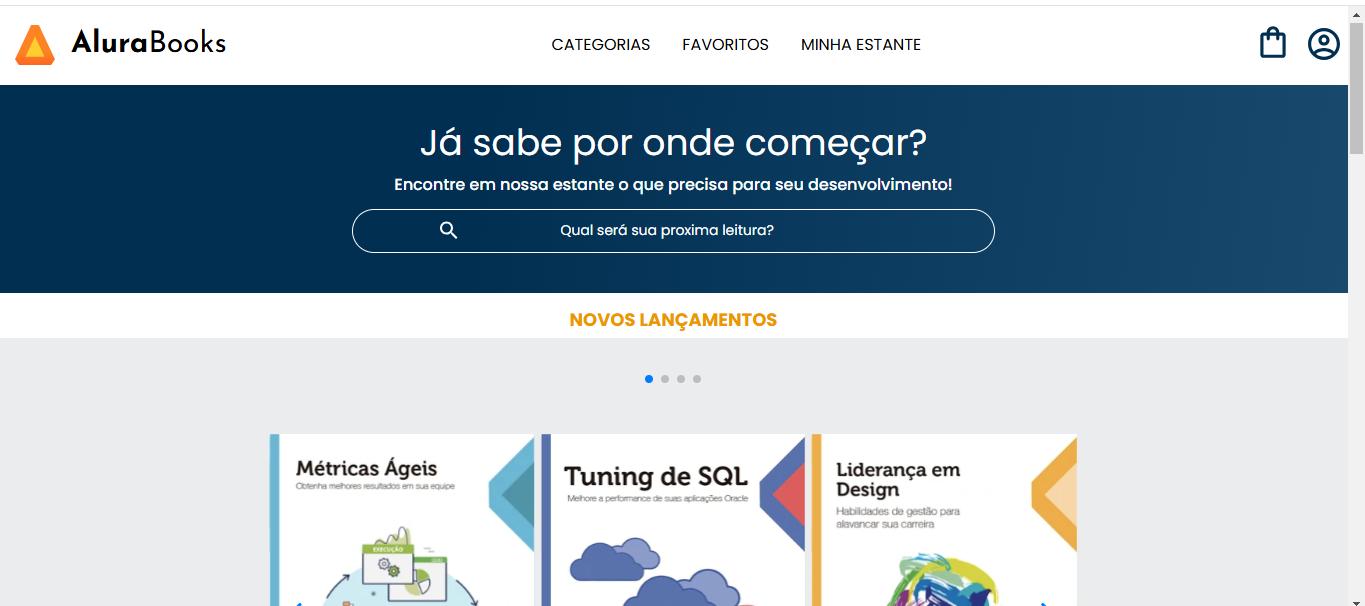 AluraBooks
CATEGORIAS FAVORITOS MINHA ESTANTE
Já sabe por onde começar?
Encontre em nossa estante o que precisa para seu desenvolvimento!
Qual será sua proxima leitura?
NOVOS LANÇAMENTOS
Métricas Ágeis
Obtenha melhores resultados em sua equipe
EXECUÇÃO
Tuning de SQL
Melhore a performance de suas aplicações Oracle
Liderança em
Design
Habilidades de gestão para
alavancar sua carreira